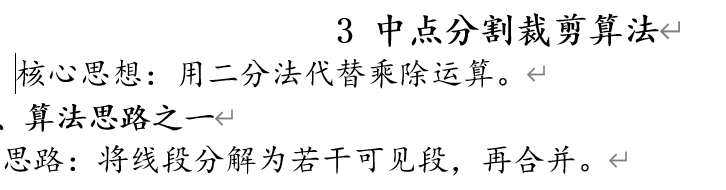 3 中点分割裁剪算法
核心思想：用二分法代替乘除运算。
、算法思路之一
思路：将线段分解为若干可见段，再合并。